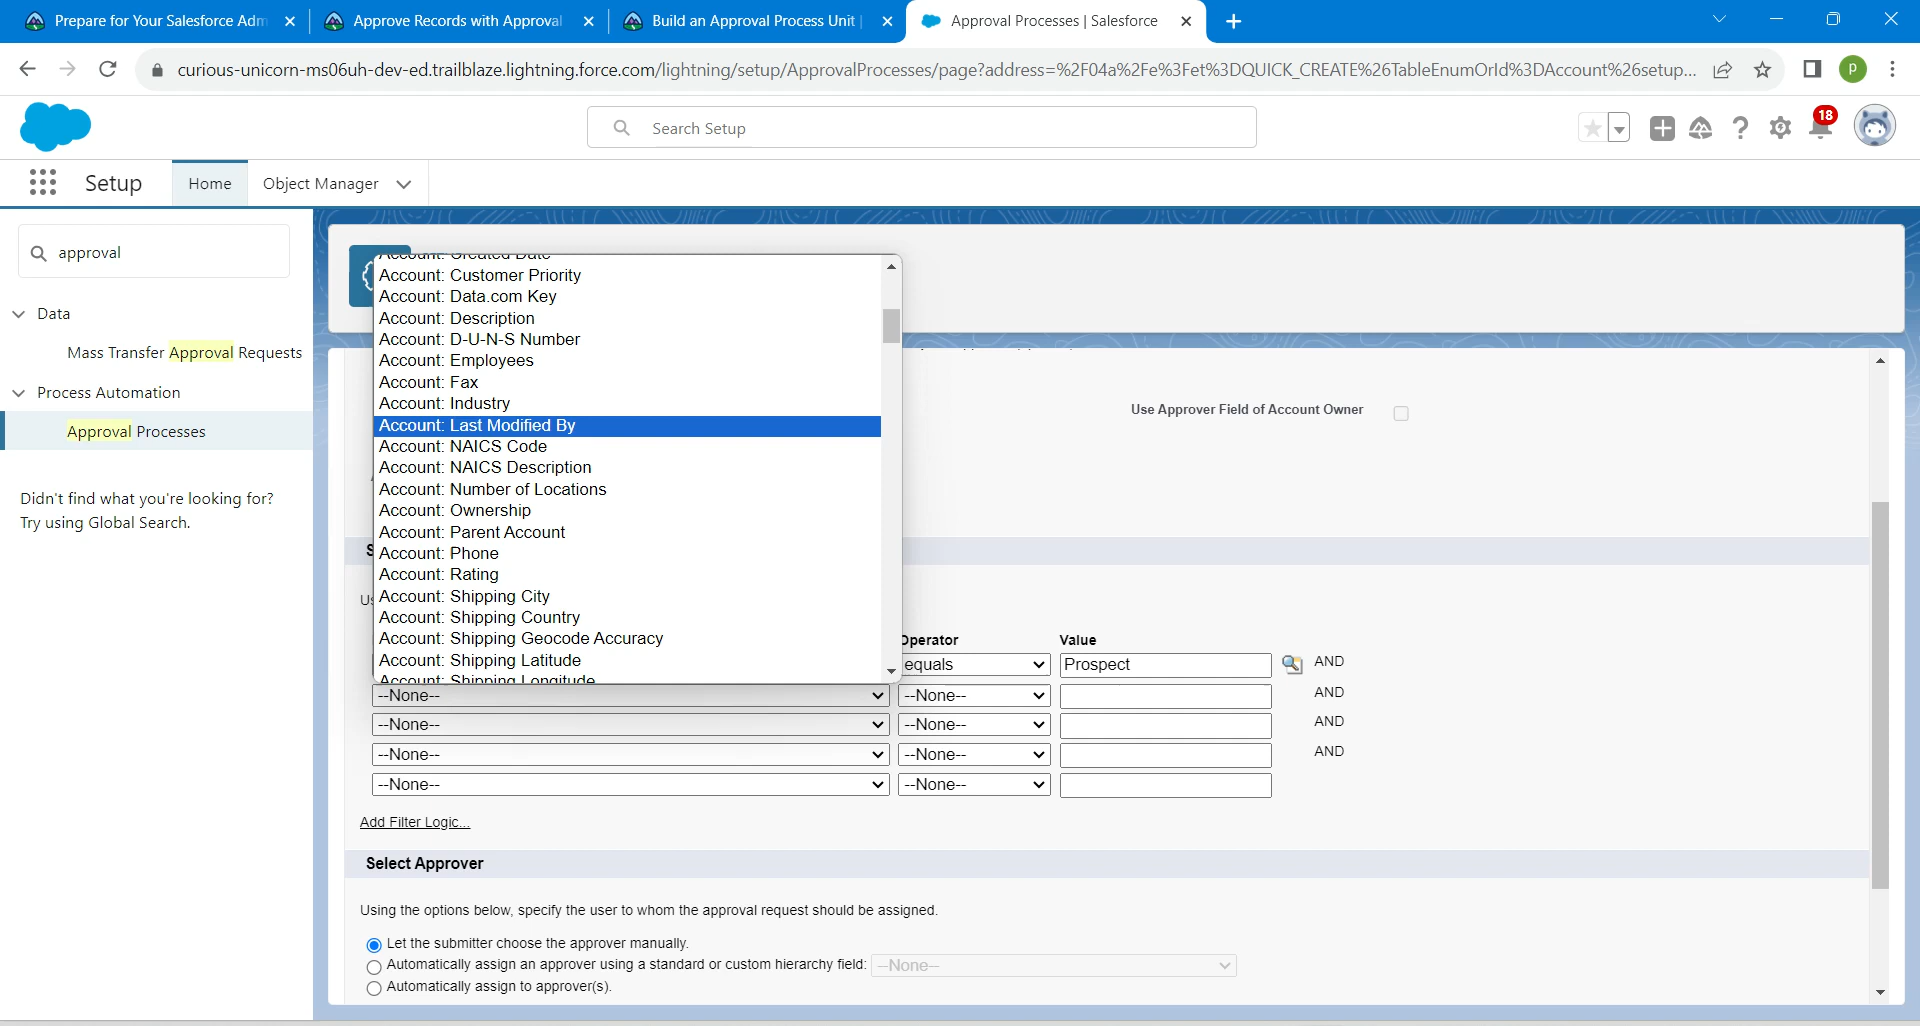 Prepare for Your Salesforce Adm
Approve Records with Approval
Build an Approval Process Unit
Approval Processes | Salesforce
curious-unicorn-ms06uh-dev-ed.trailblaze.lightning.force.com/lightning/setup/ApprovalProcesses/page?address=%2F04a%2Fe%3Fet%3DQUICK_CREATE%26TableEnumOrId%3DAccount%26setup...
P
Search Setup
18
Setup
Home
Object Manager
approval
Data
Mass Transfer Approval Requests
Process Automation
Approval Processes
Didn't find what you're looking for?
Try using Global Search.
Account: Created Date
Account: Customer Priority
Account: Data.com Key
Account: Description
Account: D-U-N-S Number
Account: Employees
Account: Fax
Account: Industry
Account: Last Modified By
Account: NAICS Code
Account: NAICS Description
Account: Number of Locations
Account: Ownership
Account: Parent Account
Account: Phone
Account: Rating
Account: Shipping City
Account: Shipping Country
Account: Shipping Geocode Accuracy
Account: Shipping Latitude
Account: Shipping Longitude
Use Approver Field of Account Owner
Operator Value
equals Prospect AND
--None-- --None-- AND
--None-- --None-- AND
--None-- --None-- AND
--None-- --None--
Add Filter Logic...
Select Approver
Using the options below, specify the user to whom the approval request should be assigned.
Let the submitter choose the approver manually.
Automatically assign an approver using a standard or custom hierarchy field: --None--
Automatically assign to approver(s).